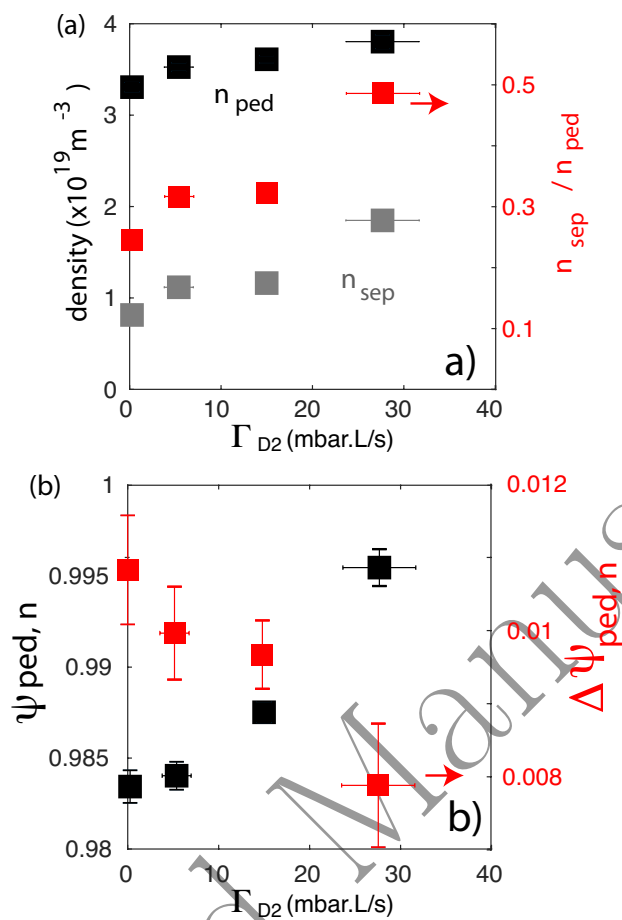 (a)
4
3
2
1
0
density (x10^19 m^-3)
n ped
n sep
0.5
0.3
0.1
n sep / n ped
a)
0 10 20 30 40
Γ D2 (mbar.L/s)
(b)
1
0.995
0.99
0.985
0.98
ψ ped, n
0.012
0.01
0.008
Δ ψ ped, n
b)
0 10 20 30 40
Γ D2 (mbar.L/s)
d Manu